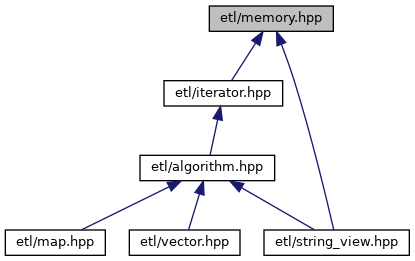 etl/memory.hpp
etl/iterator.hpp
etl/algorithm.hpp
etl/map.hpp
etl/vector.hpp
etl/string_view.hpp